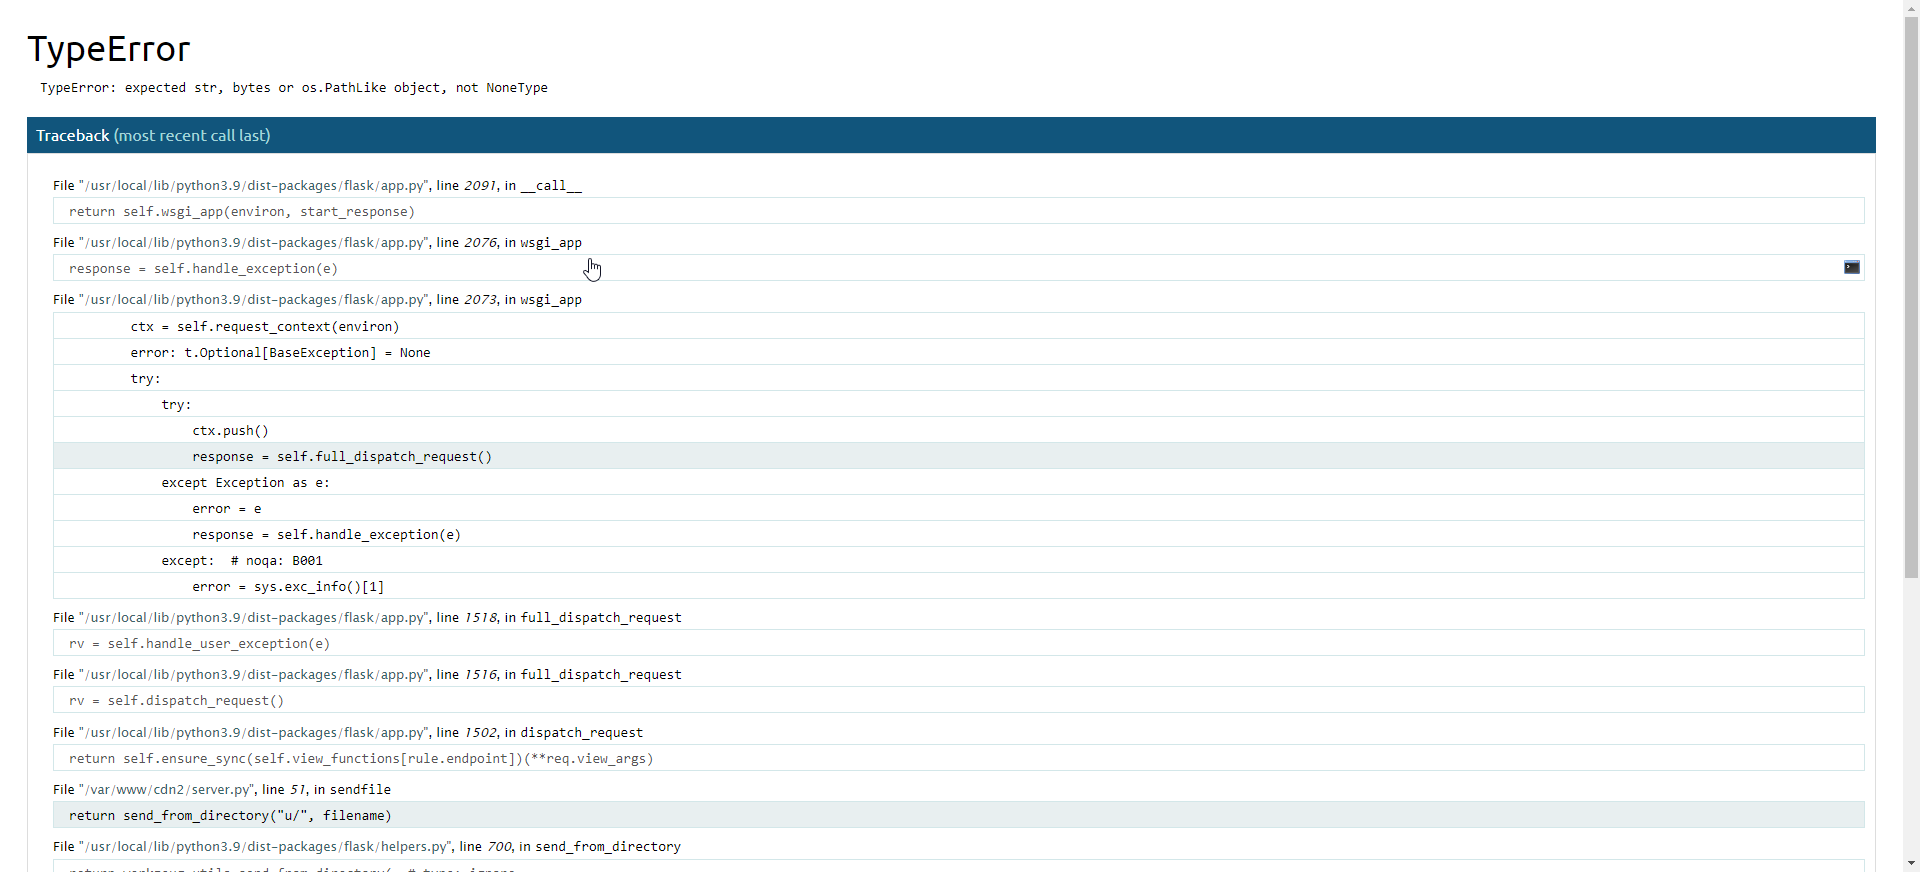 TypeError
TypeError: expected str, bytes or os.PathLike object, not NoneType
Traceback (most recent call last)
File "/usr/local/lib/python3.9/dist-packages/flask/app.py", line 2091, in __call__
return self.wsgi_app(environ, start_response)
File "/usr/local/lib/python3.9/dist-packages/flask/app.py", line 2076, in wsgi_app
response = self.handle_exception(e)
File "/usr/local/lib/python3.9/dist-packages/flask/app.py", line 2073, in wsgi_app
ctx = self.request_context(environ)
error: t.Optional[BaseException] = None
try:
try:
ctx.push()
response = self.full_dispatch_request()
except Exception as e:
error = e
response = self.handle_exception(e)
except:  # noqa: B001
error = sys.exc_info()[1]
File "/usr/local/lib/python3.9/dist-packages/flask/app.py", line 1518, in full_dispatch_request
rv = self.handle_user_exception(e)
File "/usr/local/lib/python3.9/dist-packages/flask/app.py", line 1516, in full_dispatch_request
rv = self.dispatch_request()
File "/usr/local/lib/python3.9/dist-packages/flask/app.py", line 1502, in dispatch_request
return self.ensure_sync(self.view_functions[rule.endpoint])(**req.view_args)
File "/var/www/cdn2/server.py", line 51, in sendfile
return send_from_directory("u/", filename)
File "/usr/local/lib/python3.9/dist-packages/flask/helpers.py", line 700, in send_from_directory